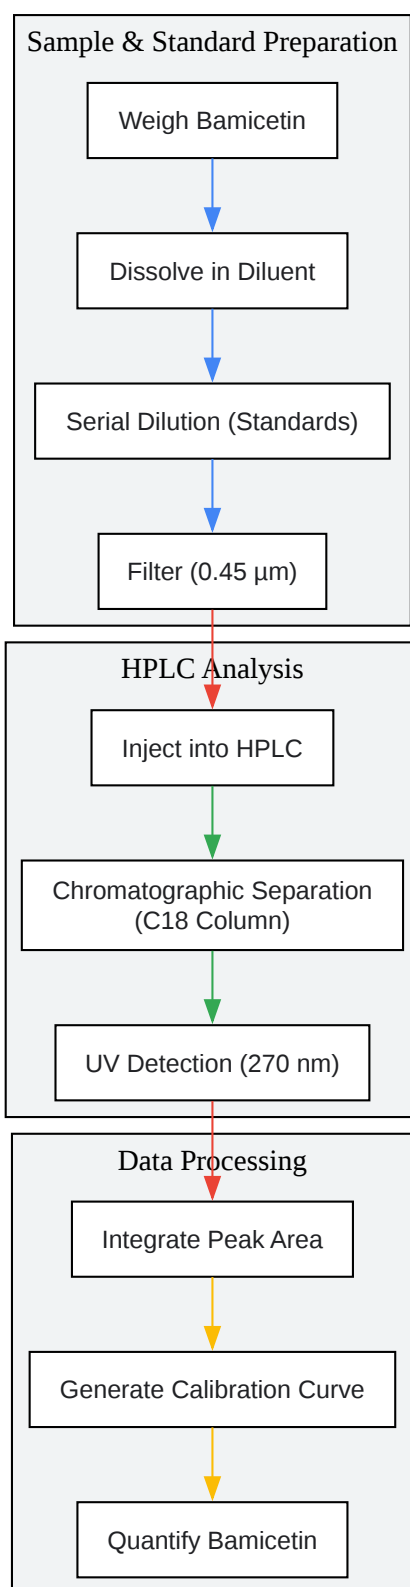 Sample & Standard Preparation
Weigh Bamicetin
Dissolve in Diluent
Serial Dilution (Standards)
Filter (0.45 µm)
HPLC Analysis
Inject into HPLC
Chromatographic Separation
(C18 Column)
UV Detection (270 nm)
Data Processing
Integrate Peak Area
Generate Calibration Curve
Quantify Bamicetin